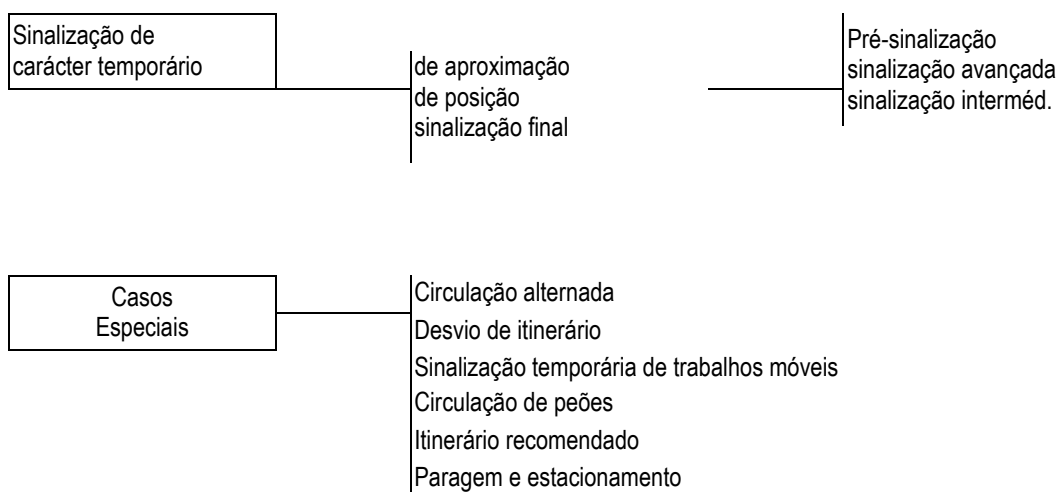 Sinalização de
carácter temporário
de aproximação
de posição
sinalização final
Pré-sinalização
sinalização avançada
sinalização interméd.
Casos
Especiais
Circulação alternada
Desvio de itinerário
Sinalização temporária de trabalhos móveis
Circulação de peões
Itinerário recomendado
Paragem e estacionamento